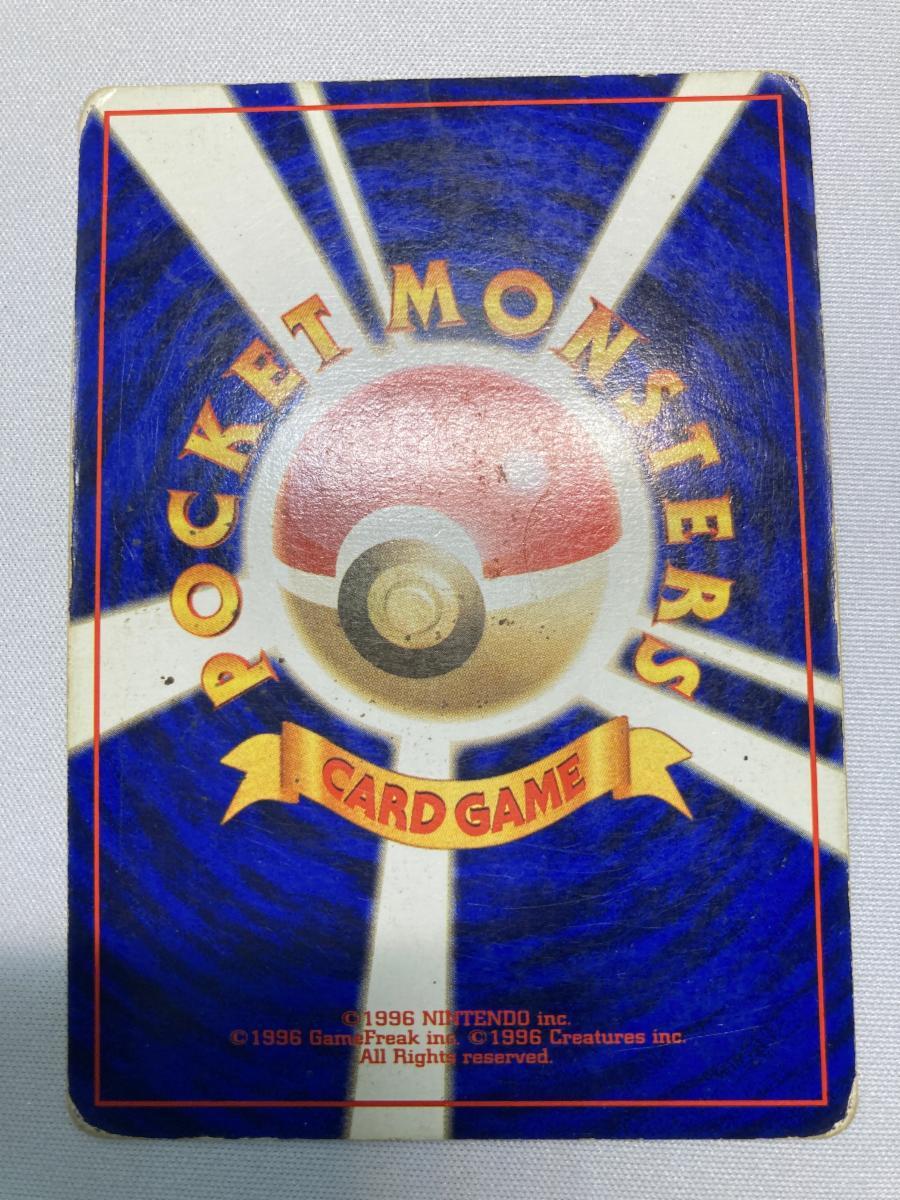 POCKET MONSTERS
CARD GAME
©1996 NINTENDO inc.
©1996 GameFreak inc. ©1996 Creatures inc.
All Rights reserved.